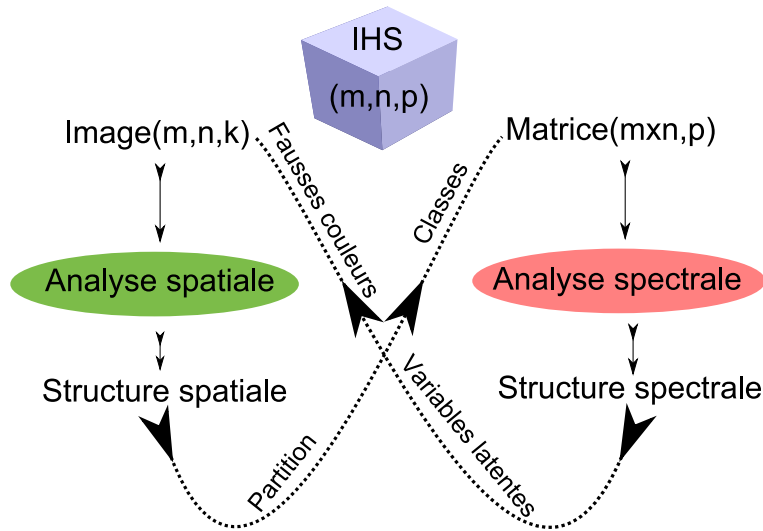 IHS
(m,n,p)
Image(m,n,k)
Matrice(mxn,p)
Fausses couleurs
Classes
Analyse spatiale
Analyse spectrale
Structure spatiale
Structure spectrale
Partition
Variables latentes